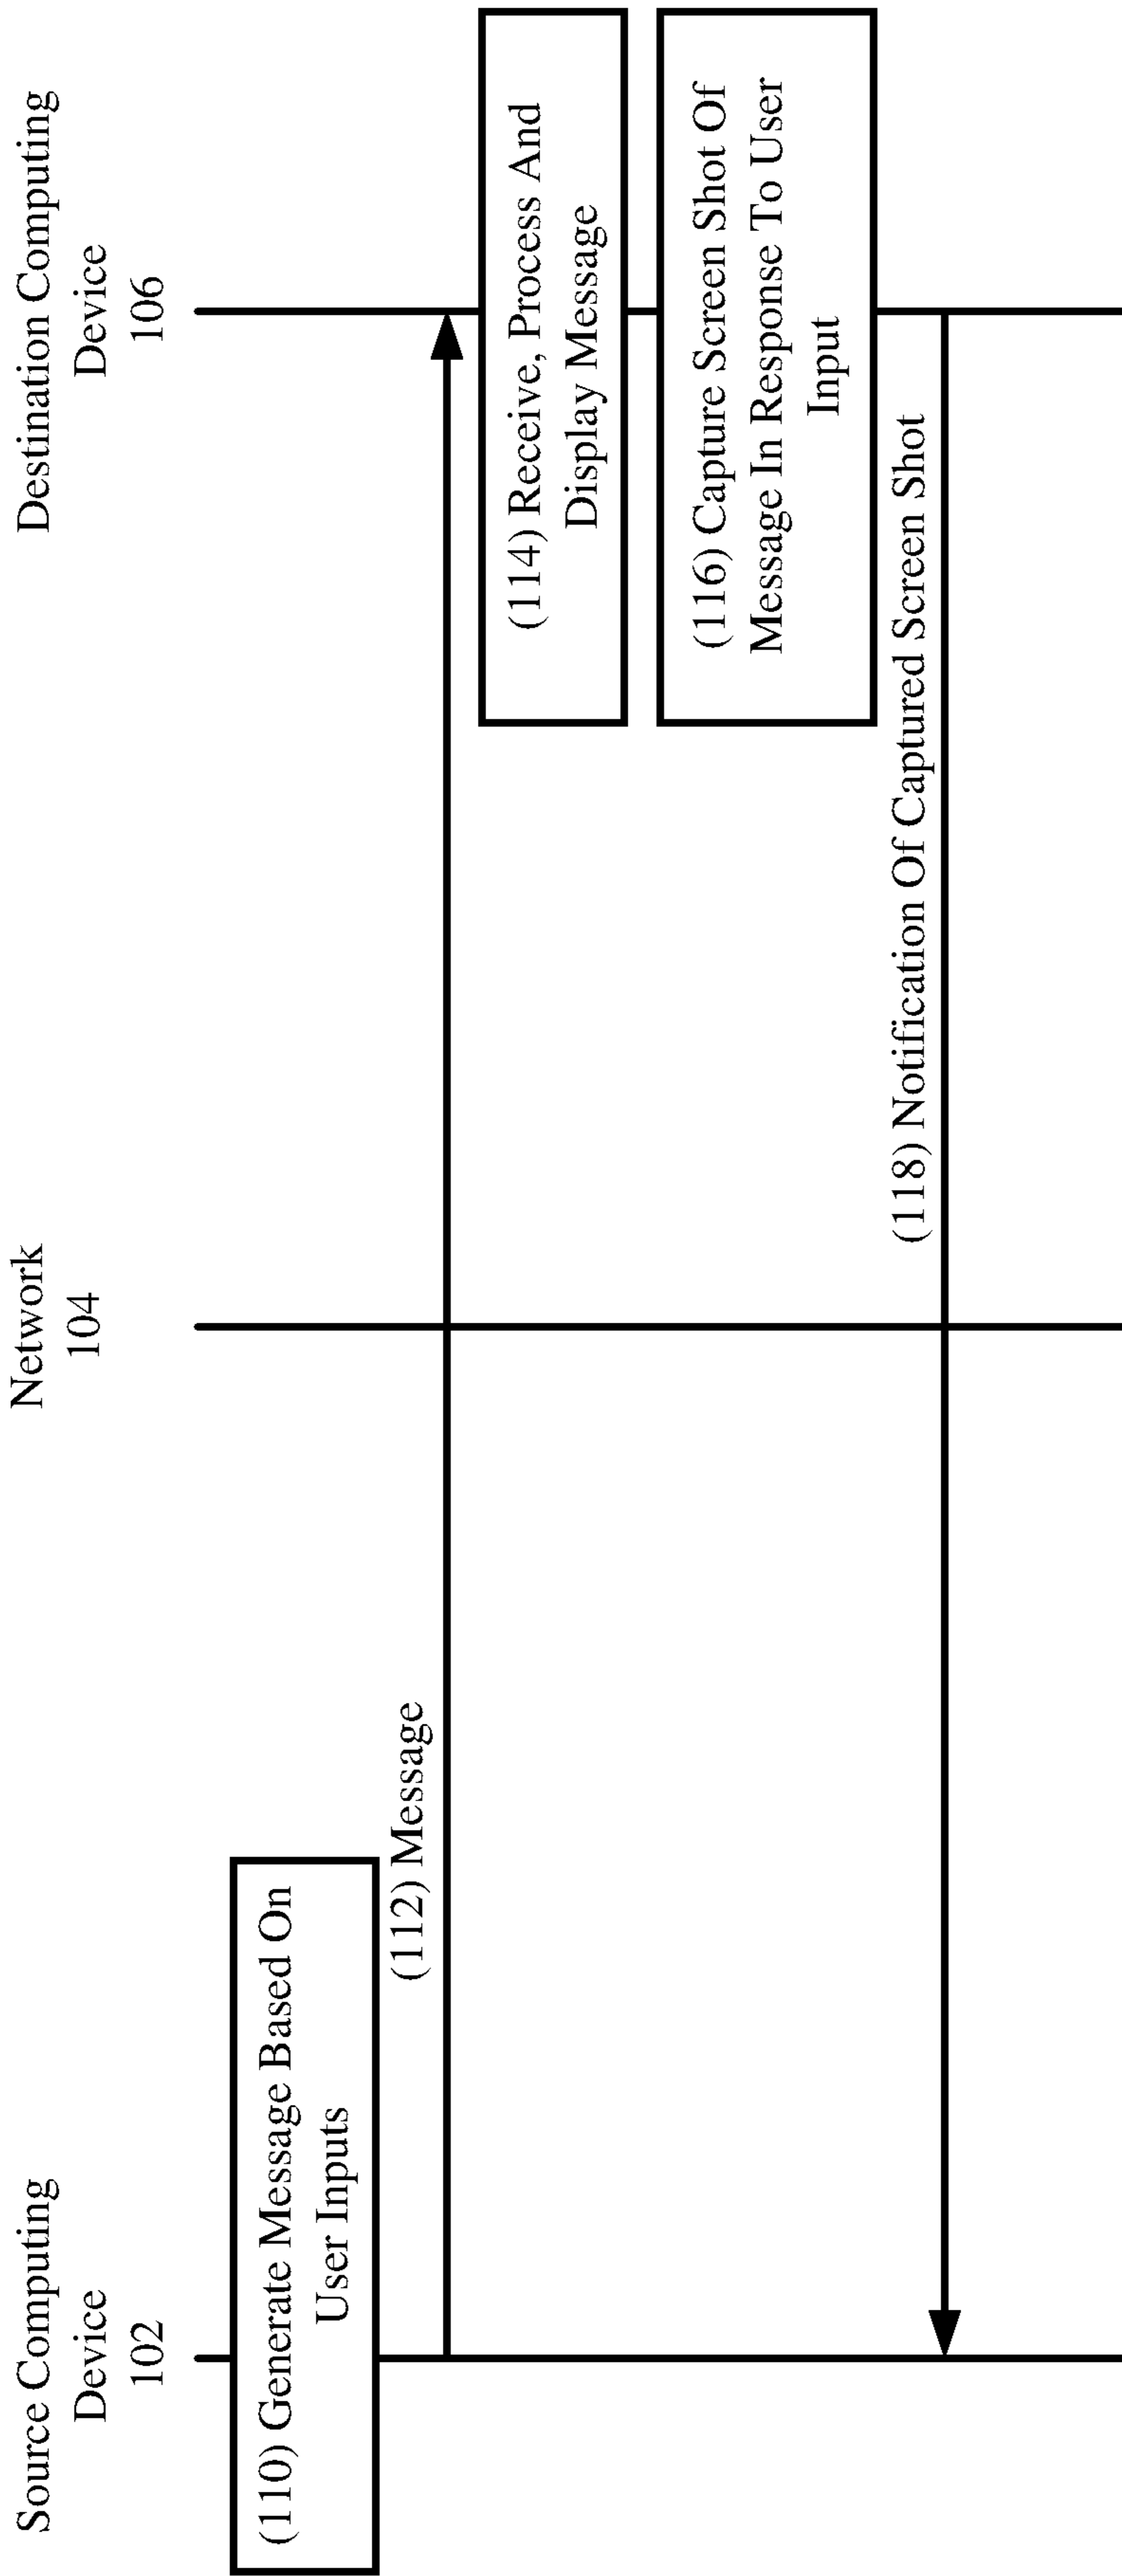 Source Computing
Device
102
Network
104
Destination Computing
Device
106
(110) Generate Message Based On
User Inputs
(112) Message
(114) Receive, Process And
Display Message
(116) Capture Screen Shot Of
Message In Response To User
Input
(118) Notification Of Captured Screen Shot